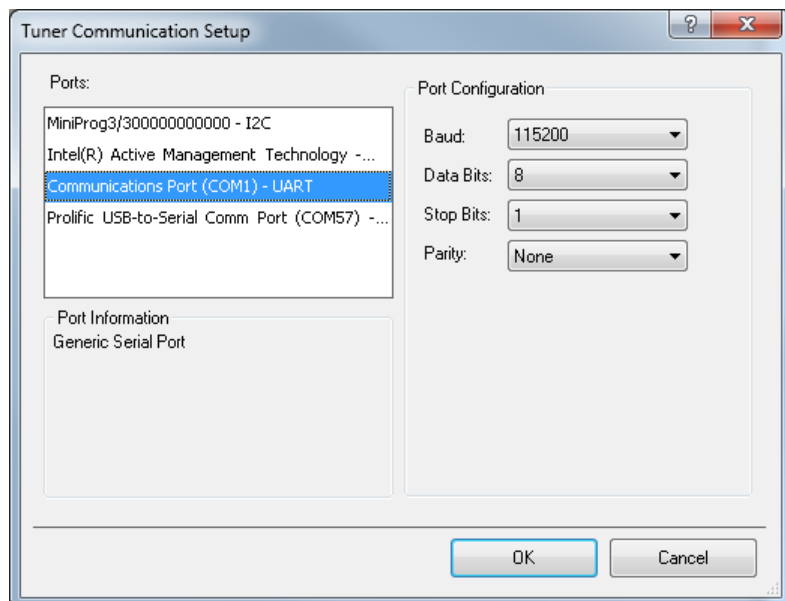 Tuner Communication Setup
Ports:
MiniProg3/300000000000 - I2C
Intel(R) Active Management Technology -...
Communications Port (COM1) - UART
Prolific USB-to-Serial Comm Port (COM57) -...
Port Information
Generic Serial Port
Port Configuration
Baud: 115200
Data Bits: 8
Stop Bits: 1
Parity: None
OK Cancel